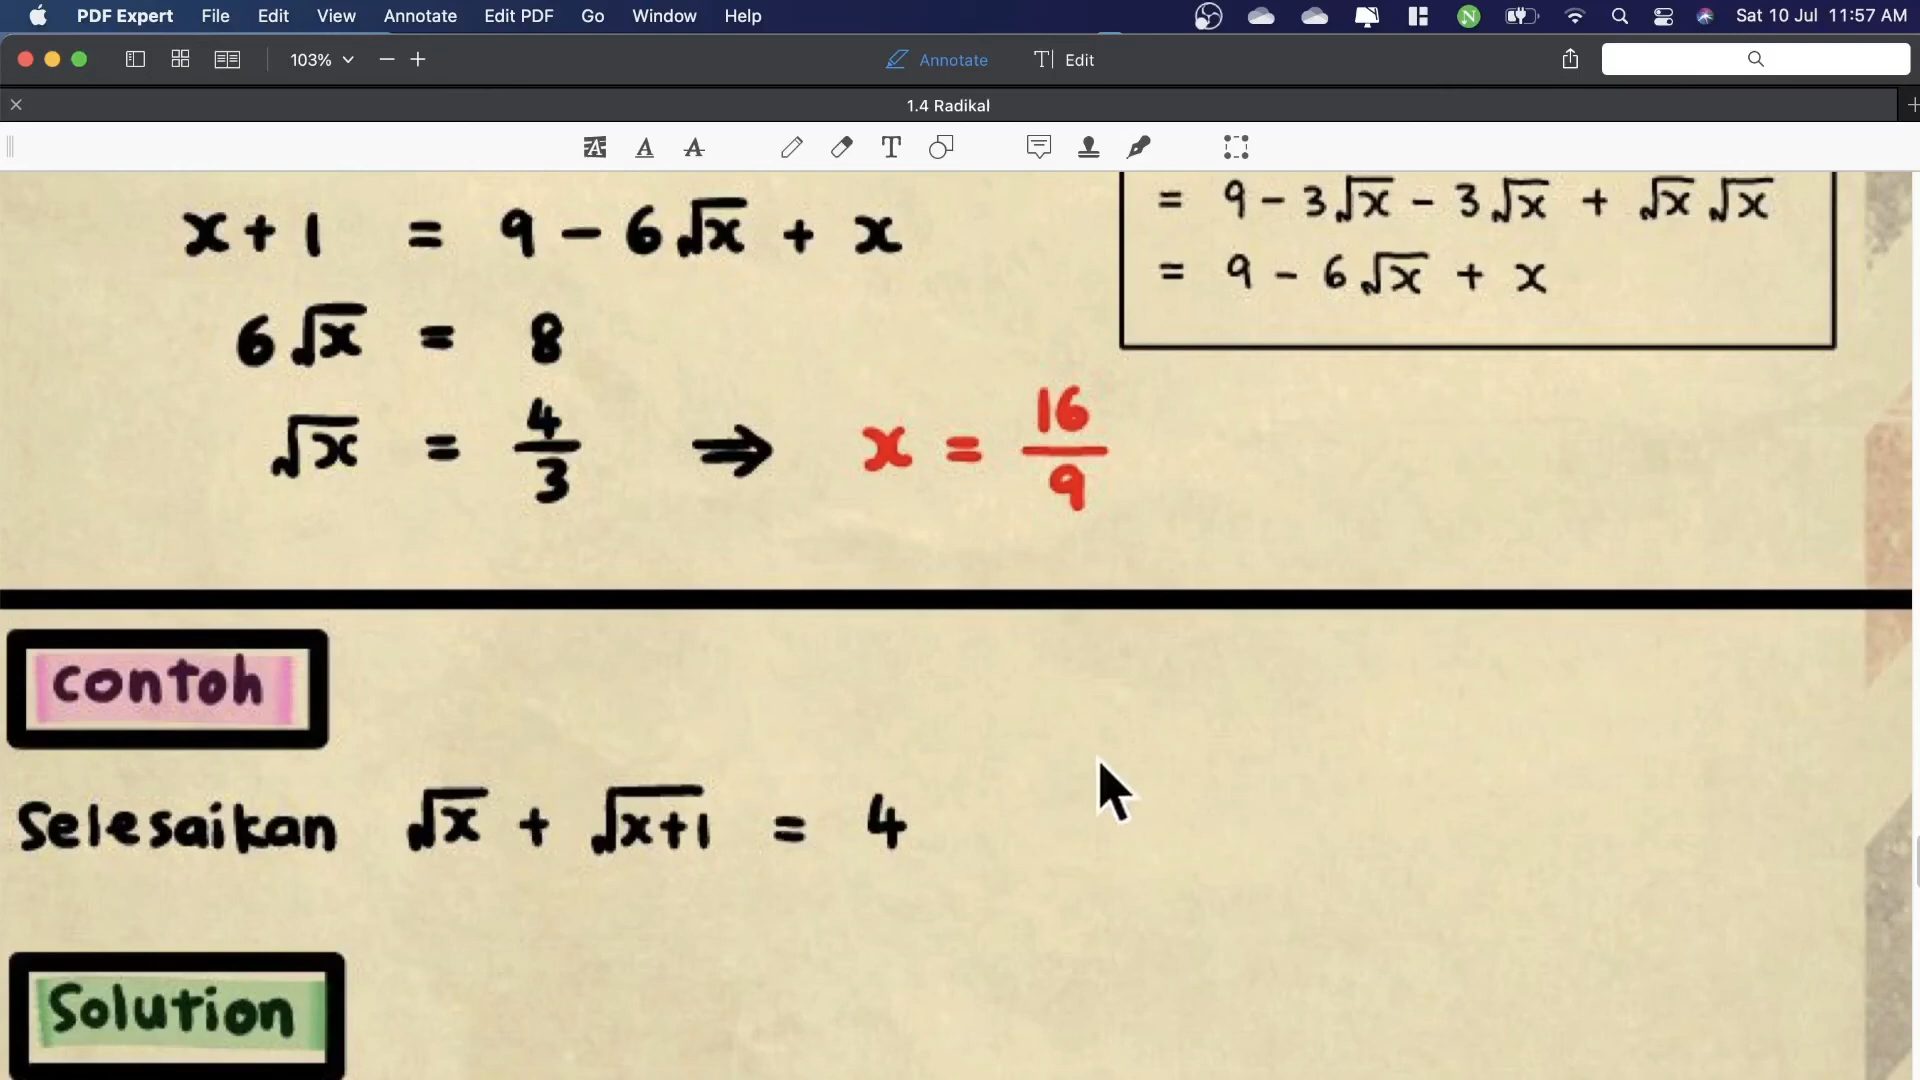 PDF Expert File Edit View Annotate Edit PDF Go Window Help Sat 10 Jul 11:57 AM
103% Annotate Edit
1.4 Radikal
x + 1 = 9 - 6√x + x
6√x = 8
√x = 4/3 ⇒ x = 16/9
= 9 - 3√x - 3√x + √x √x
= 9 - 6√x + x
contoh
Selesaikan √x + √(x+1) = 4
Solution